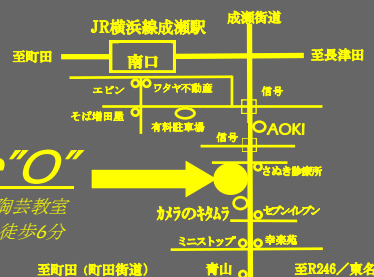 成瀬街道
JR横浜線成瀬駅
至町田
南口
至長津田
エビン
ワタヤ不動産
信号
そば増田屋
有料駐車場
AOKI
信号
"O"
さぬき診療所
陶芸教室
カメラのキタムラ
セブンイレブン
徒歩6分
ミニストップ
幸楽苑
至町田（町田街道）
青山
至R246／東名